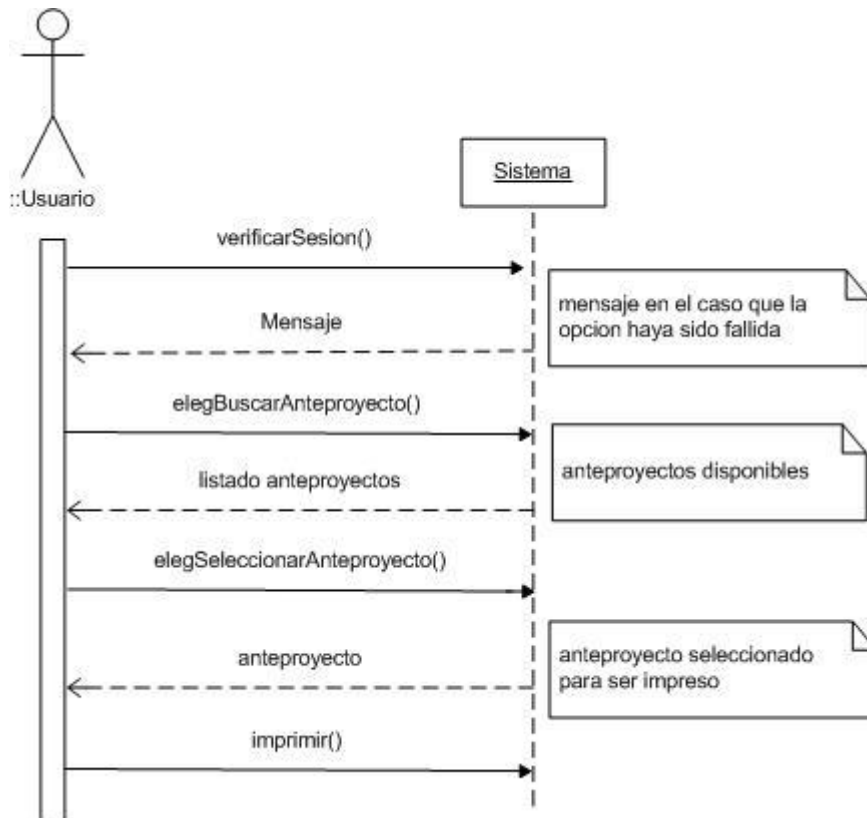 Sistema
::Usuario
verificarSesion()
mensaje en el caso que la
opcion haya sido fallida
Mensaje
elegBuscarAnteproyecto()
anteproyectos disponibles
listado anteproyectos
elegSeleccionarAnteproyecto()
anteproyecto seleccionado
para ser impreso
anteproyecto
imprimir()